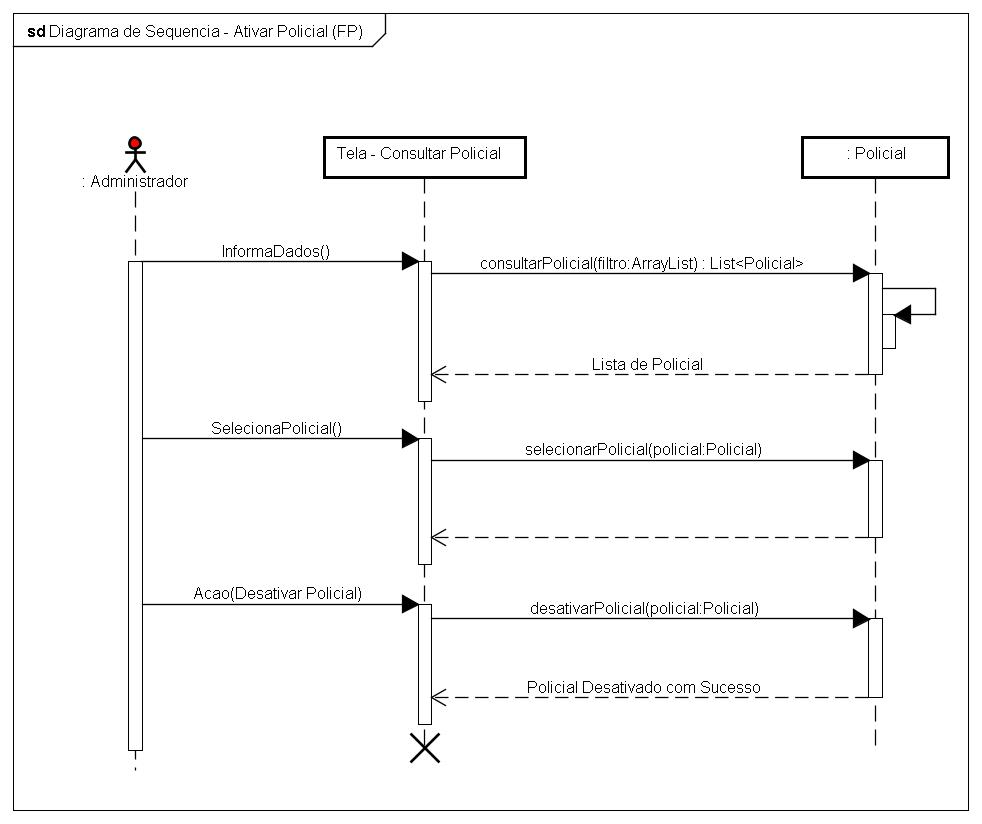 sd Diagrama de Sequencia - Ativar Policial (FP)
: Administrador
Tela - Consultar Policial
: Policial
InformaDados()
consultarPolicial(filtro:ArrayList) : List<Policial>
Lista de Policial
SelecionaPolicial()
selecionarPolicial(policial:Policial)
Acao(Desativar Policial)
desativarPolicial(policial:Policial)
Policial Desativado com Sucesso